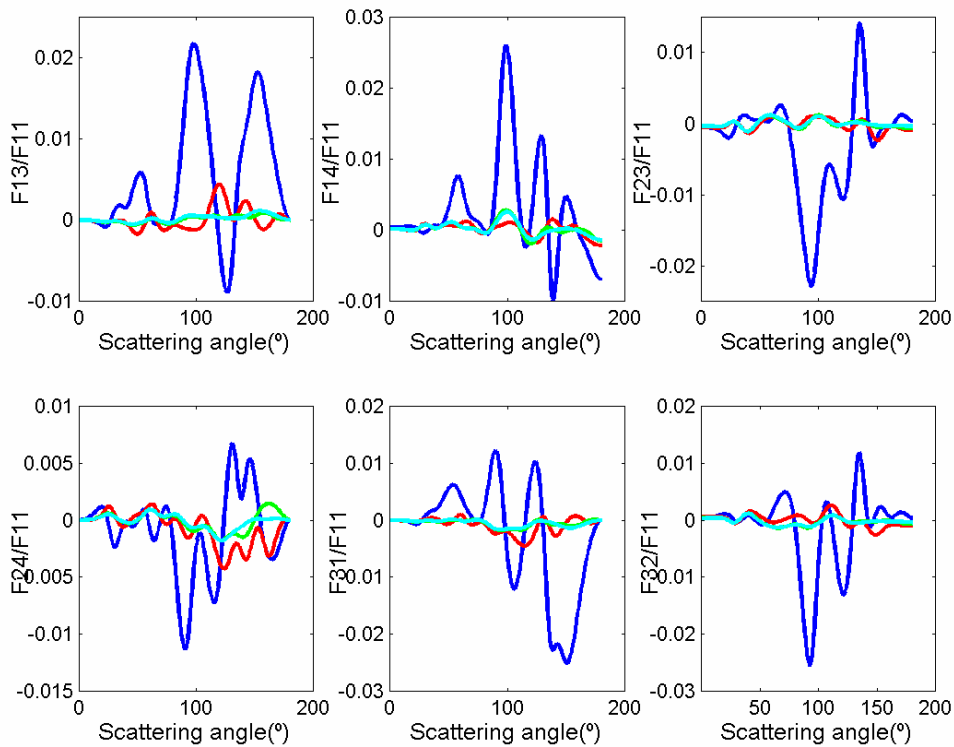 0.02
0.01
0
-0.01
F13/F11
0 100 200
Scattering angle(º)
0.03
0.02
0.01
0
-0.01
F14/F11
0 100 200
Scattering angle(º)
0.01
0
-0.01
-0.02
F23/F11
0 100 200
Scattering angle(º)
0.01
0.005
0
-0.005
-0.01
-0.015
F24/F11
0 100 200
Scattering angle(º)
0.02
0.01
0
-0.01
-0.02
-0.03
F31/F11
0 100 200
Scattering angle(º)
0.02
0.01
0
-0.01
-0.02
-0.03
F32/F11
50 100 150 200
Scattering angle(º)